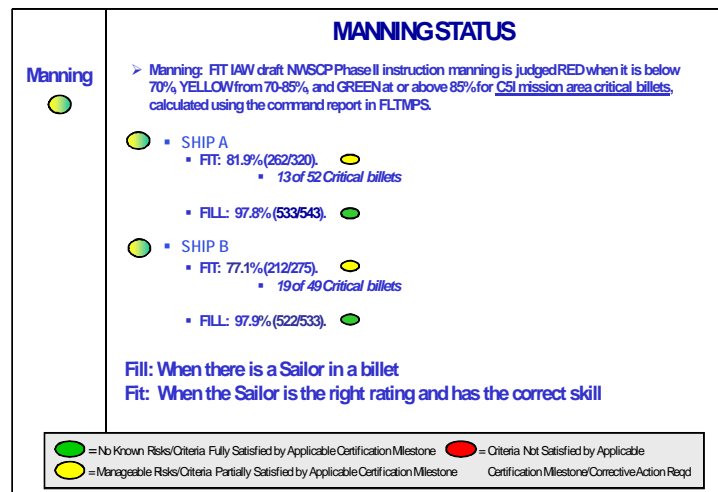 MANNING STATUS
Manning
➢ Manning: FIT IAW draft NWSCP Phase II instruction manning is judged RED when it is below
70%, YELLOW from 70-85%, and GREEN at or above 85% for C5I mission area critical billets,
calculated using the command report in FLTMPS.
▪ SHIP A
▪ FIT: 81.9% (262/320).
▪ 13 of 52 Critical billets
▪ FILL: 97.8% (533/543).
▪ SHIP B
▪ FIT: 77.1% (212/275).
▪ 19 of 49 Critical billets
▪ FILL: 97.9% (522/533).
Fill: When there is a Sailor in a billet
Fit: When the Sailor is the right rating and has the correct skill
= No Known Risks/Criteria Fully Satisfied by Applicable Certification Milestone = Criteria Not Satisfied by Applicable
= Manageable Risks/Criteria Partially Satisfied by Applicable Certification Milestone Certification Milestone/Corrective Action Reqd